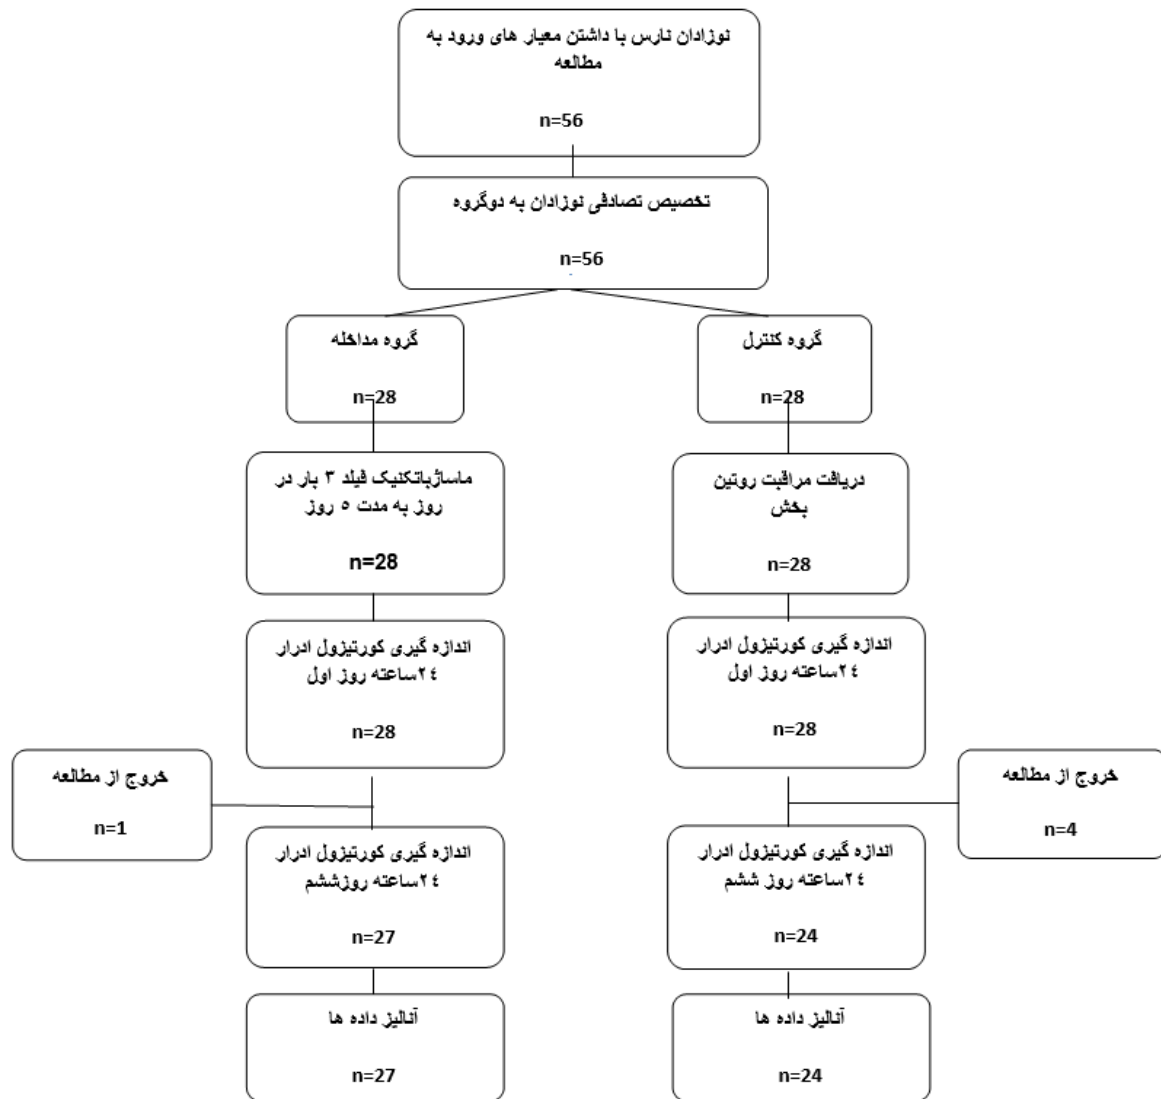 نوزادان نارس با داشتن معیار های ورود به
مطالعه
n=56
تخصیص تصادفی نوزادان به دوگروه
n=56
گروه مداخله
n=28
گروه کنترل
n=28
ماساژباتکنیک فیلد ۳ بار در
روز به مدت ۵ روز
n=28
دریافت مراقبت روتین
بخش
n=28
اندازه گیری کورتیزول ادرار
۲٤ساعته روز اول
n=28
اندازه گیری کورتیزول ادرار
۲٤ساعته روز اول
n=28
خروج از مطالعه
n=1
خروج از مطالعه
n=4
اندازه گیری کورتیزول ادرار
۲٤ساعته روزششم
n=27
اندازه گیری کورتیزول ادرار
۲٤ساعته روز ششم
n=24
آنالیز داده ها
n=27
آنالیز داده ها
n=24